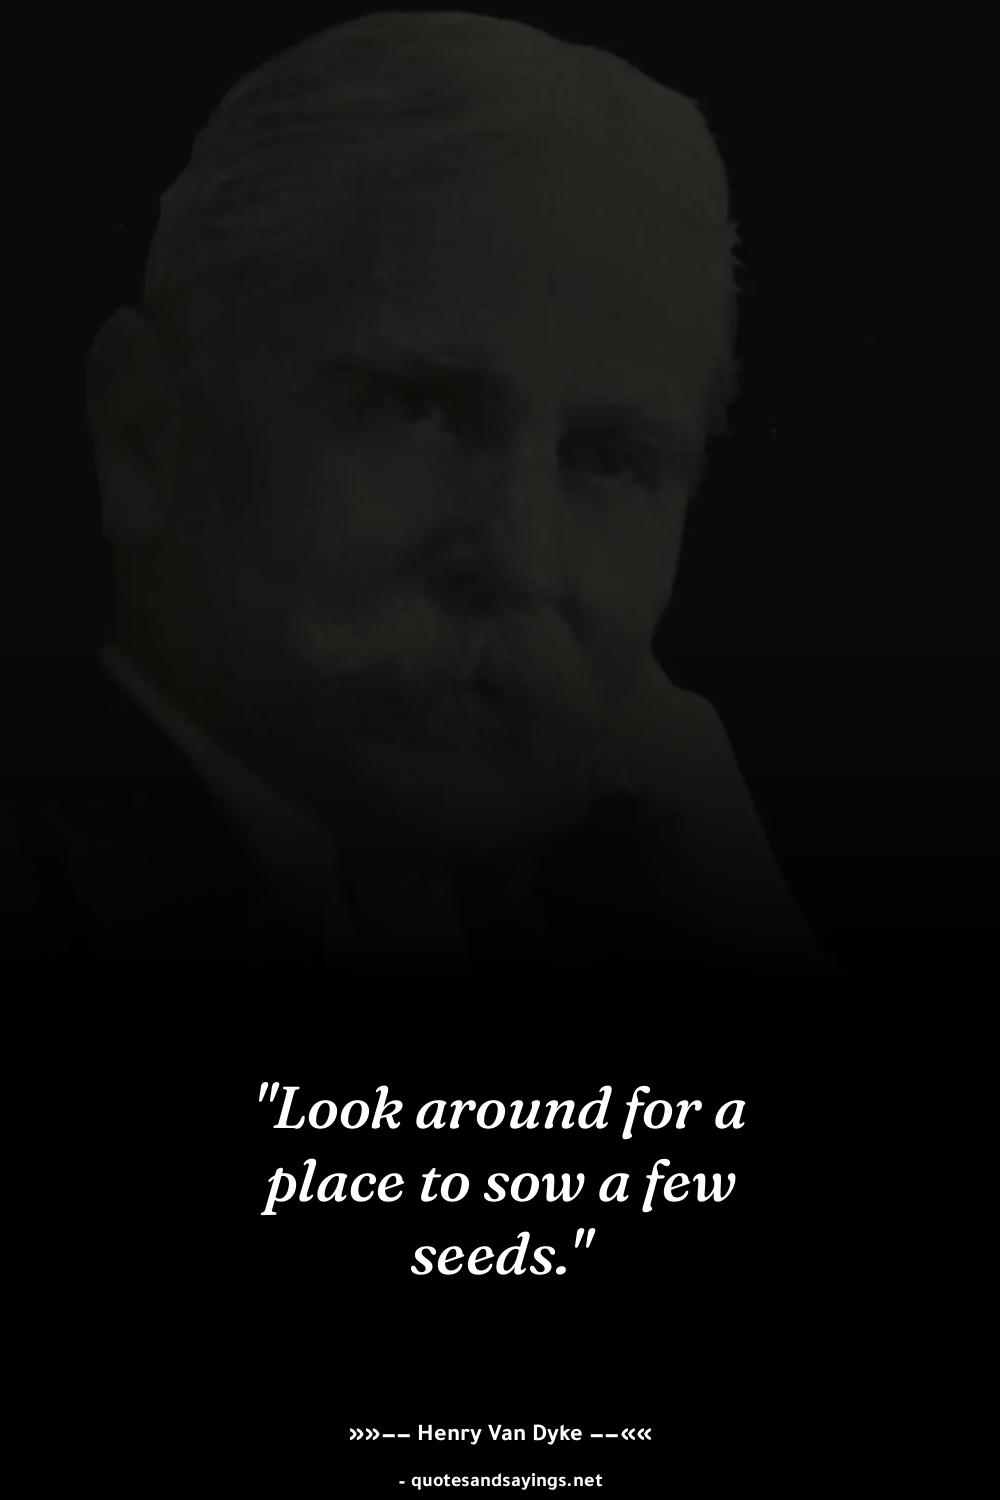 "Look around for a
place to sow a few
seeds."
»»–– Henry Van Dyke ––««
- quotesandsayings.net